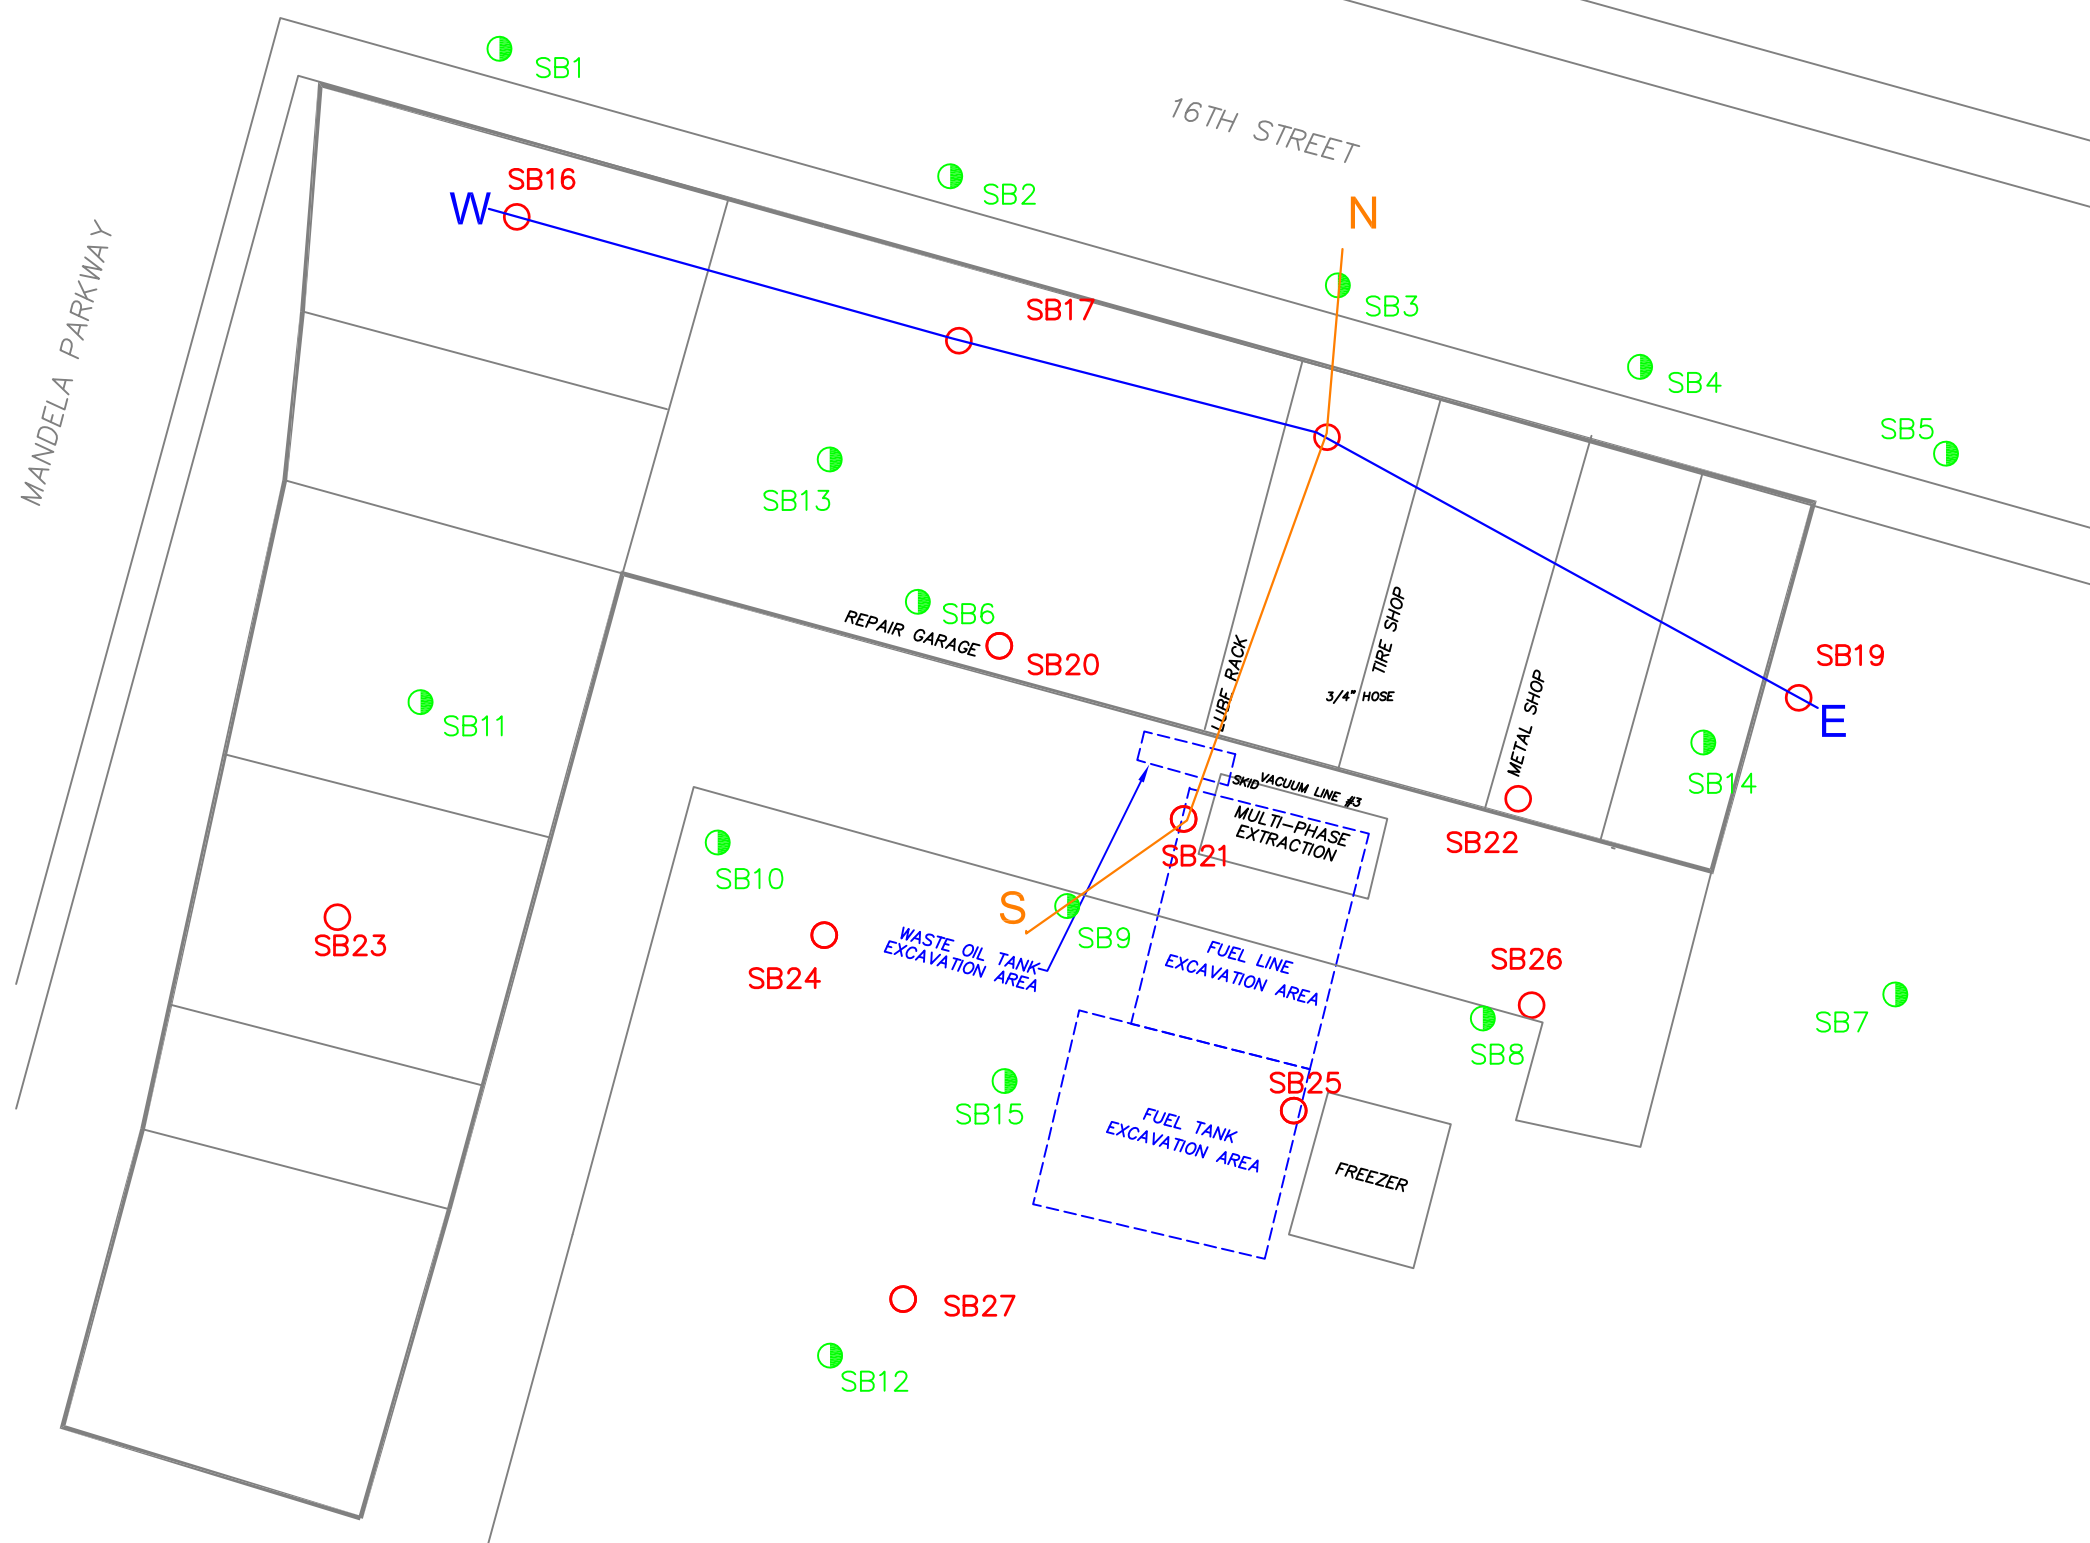 SB1
16TH STREET
SB16
W
SB2
N
SB17
SB3
MANDELA PARKWAY
SB4
SB5
SB13
SB6
REPAIR GARAGE
SB20
LUBE RACK
TIRE SHOP
3/4" HOSE
METAL SHOP
SB19
E
SB11
SB14
SKID
VACUUM LINE #3
MULTI-PHASE
EXTRACTION
SB21
SB22
SB10
S
SB9
SB23
SB24
WASTE OIL TANK
EXCAVATION AREA
FUEL LINE
EXCAVATION AREA
SB26
SB7
SB8
SB25
SB15
FUEL TANK
EXCAVATION AREA
FREEZER
SB27
SB12